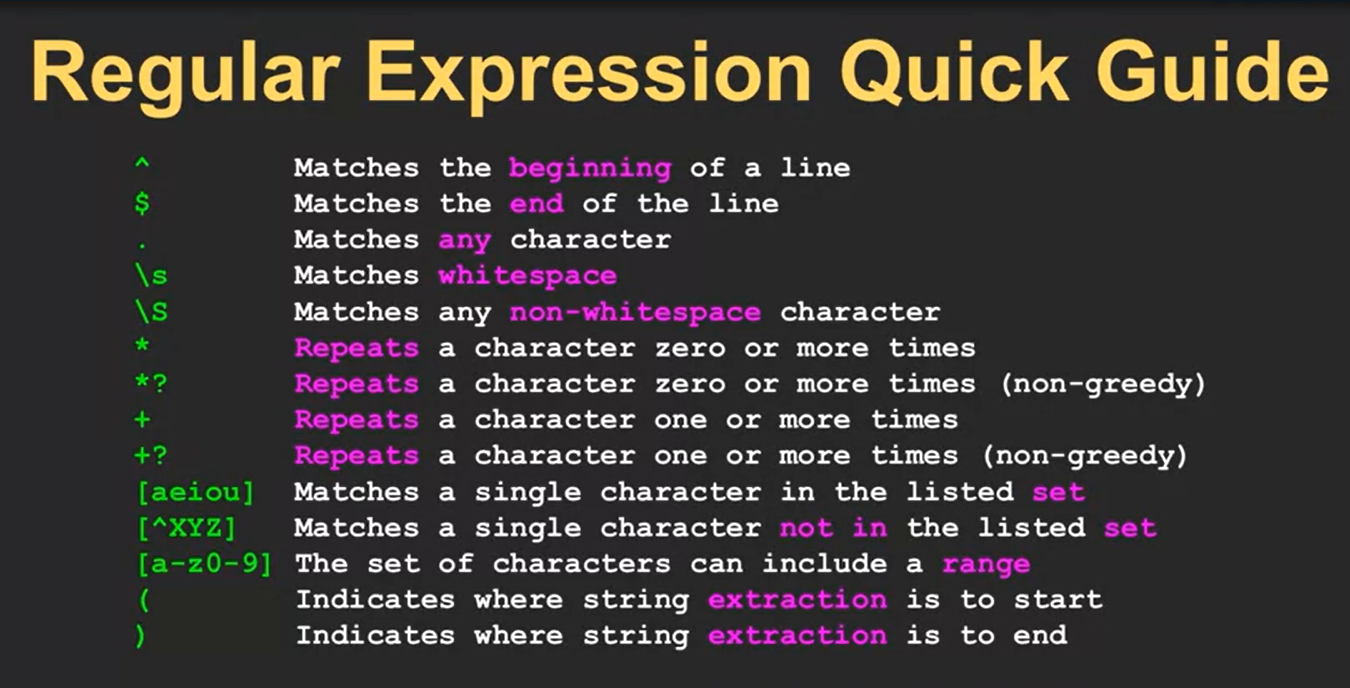 Regular Expression Quick Guide
^ Matches the beginning of a line
$ Matches the end of the line
. Matches any character
\s Matches whitespace
\S Matches any non-whitespace character
* Repeats a character zero or more times
*? Repeats a character zero or more times (non-greedy)
+ Repeats a character one or more times
+? Repeats a character one or more times (non-greedy)
[aeiou] Matches a single character in the listed set
[^XYZ] Matches a single character not in the listed set
[a-z0-9] The set of characters can include a range
( Indicates where string extraction is to start
) Indicates where string extraction is to end